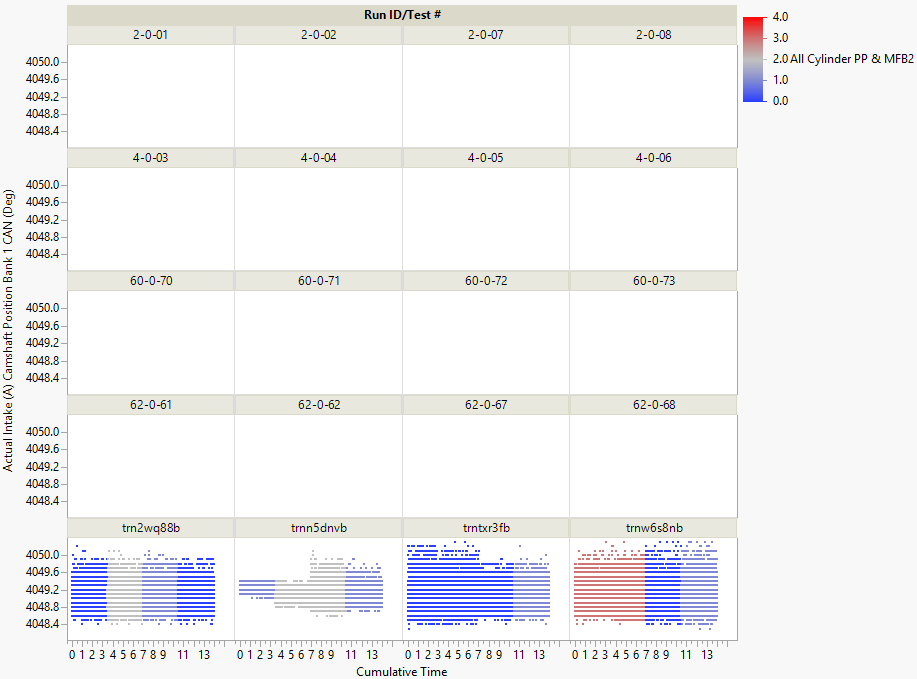 Run ID/Test #
2-0-01 2-0-02 2-0-07 2-0-08
4050.0
4049.6
4049.2
4048.8
4048.4
4-0-03 4-0-04 4-0-05 4-0-06
4050.0
4049.6
4049.2
4048.8
4048.4
60-0-70 60-0-71 60-0-72 60-0-73
4050.0
4049.6
4049.2
4048.8
4048.4
62-0-61 62-0-62 62-0-67 62-0-68
4050.0
4049.6
4049.2
4048.8
4048.4
trn2wq88b trnn5dnvb trntxr3fb trnw6s8nb
4050.0
4049.6
4049.2
4048.8
4048.4
0 1 2 3 4 5 6 7 8 9 11 13 0 1 2 3 4 5 6 7 8 9 11 13 0 1 2 3 4 5 6 7 8 9 11 13 0 1 2 3 4 5 6 7 8 9 11 13
Cumulative Time
Actual Intake (A) Camshaft Position Bank 1 CAN (Deg)
4.0
3.0
2.0 All Cylinder PP & MFB2
1.0
0.0